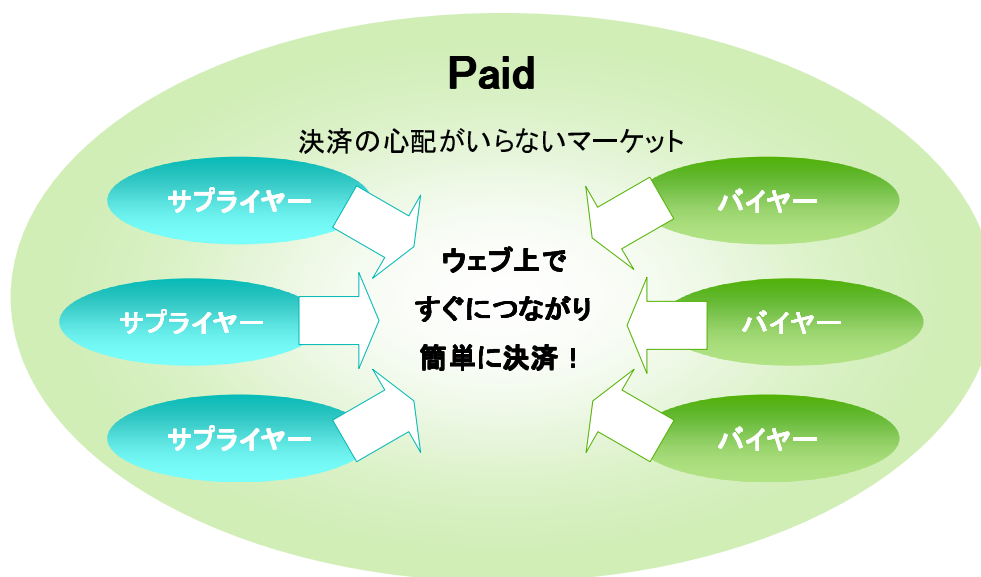 Paid
決済の心配がいらないマーケット
サプライヤー
バイヤー
ウェブ上で
すぐにつながり
簡単に決済！
サプライヤー
バイヤー
サプライヤー
バイヤー